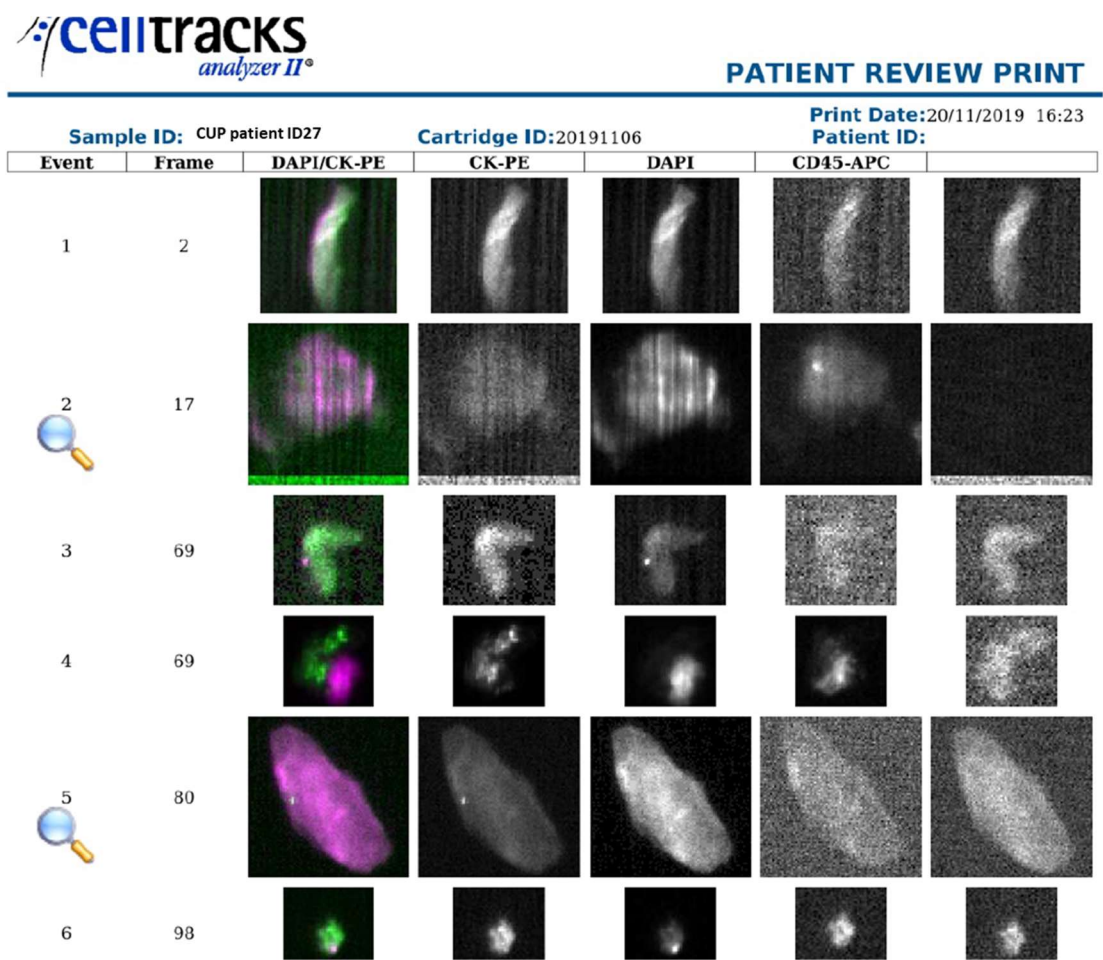 celltracks
analyzer II®
PATIENT REVIEW PRINT
Print Date:20/11/2019 16:23
Sample ID: CUP patient ID27 Cartridge ID:20191106 Patient ID:
Event Frame DAPI/CK-PE CK-PE DAPI CD45-APC
1 2
2 17
3 69
4 69
5 80
6 98